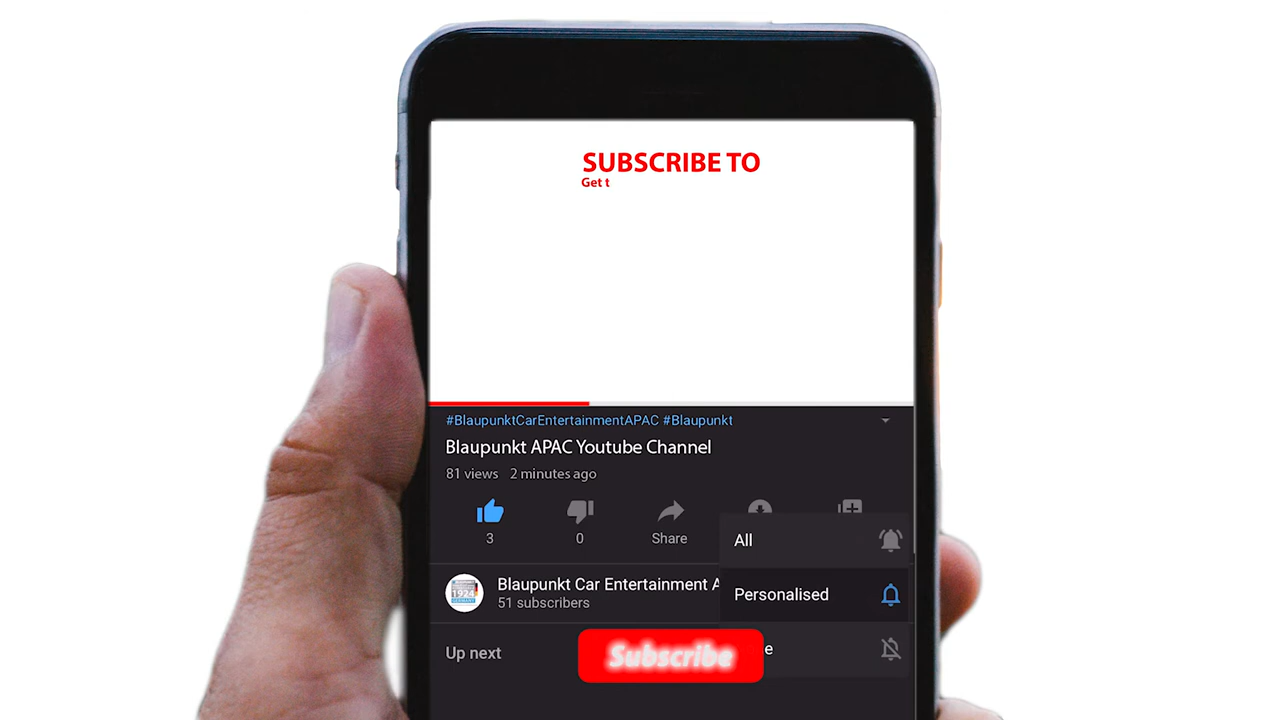 SUBSCRIBE TO
Get t
#BlaupunktCarEntertainmentAPAC #Blaupunkt
Blaupunkt APAC Youtube Channel
81 views 2 minutes ago
3
0
Share
All
Blaupunkt Car Entertainment A
51 subscribers
1924
Personalised
Up next
Subscribe
e